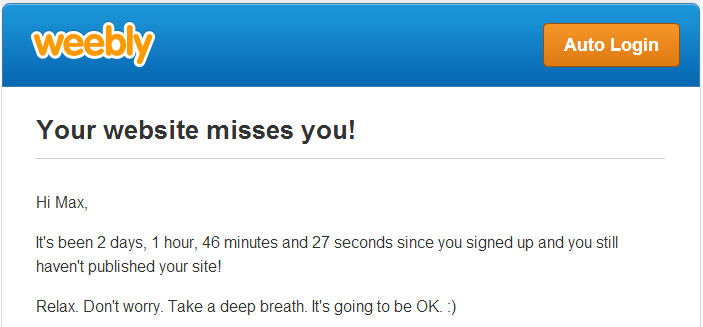 weebly
Auto Login
Your website misses you!
Hi Max,
It's been 2 days, 1 hour, 46 minutes and 27 seconds since you signed up and you still
haven't published your site!
Relax. Don't worry. Take a deep breath. It's going to be OK. :)